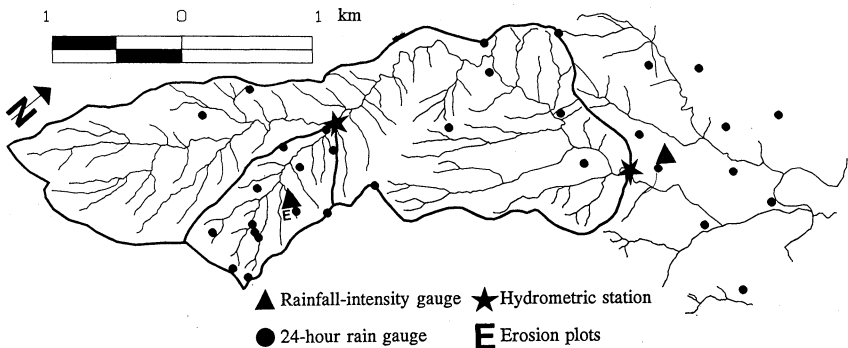 1 0 1 km
N
E
Rainfall-intensity gauge Hydrometric station
24-hour rain gauge E Erosion plots